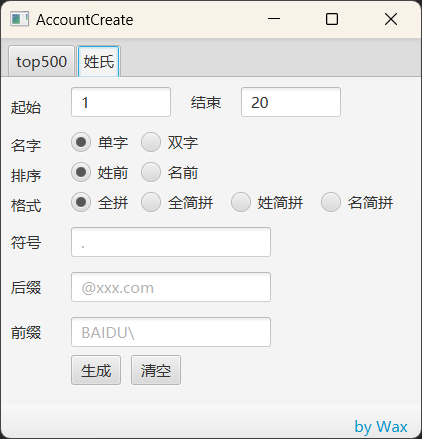 AccountCreate
top500 姓氏
起始 1 结束 20
名字 单字 双字
排序 姓前 名前
格式 全拼 全简拼 姓简拼 名简拼
符号 .
后缀 @xxx.com
前缀 BAIDU\
生成 清空
by Wax